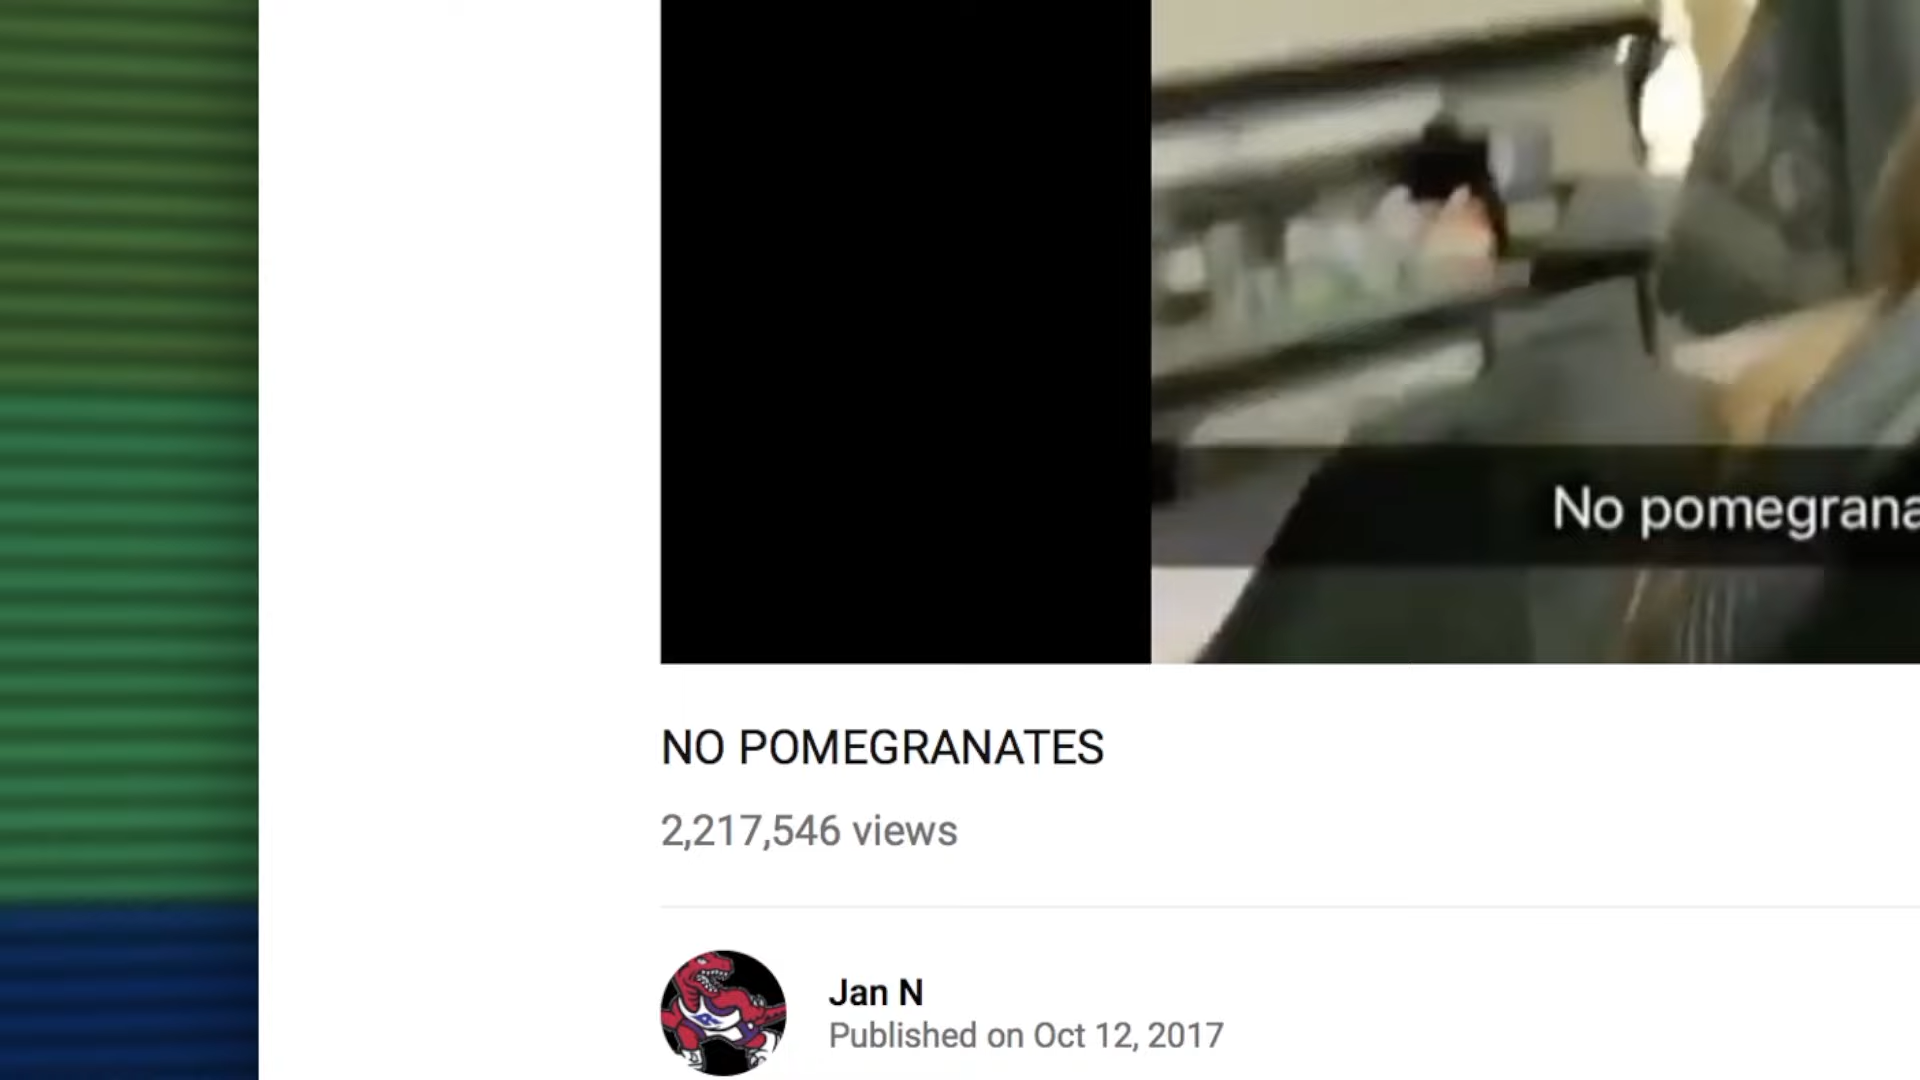 No pomegrana
NO POMEGRANATES
2,217,546 views
Jan N
Published on Oct 12, 2017